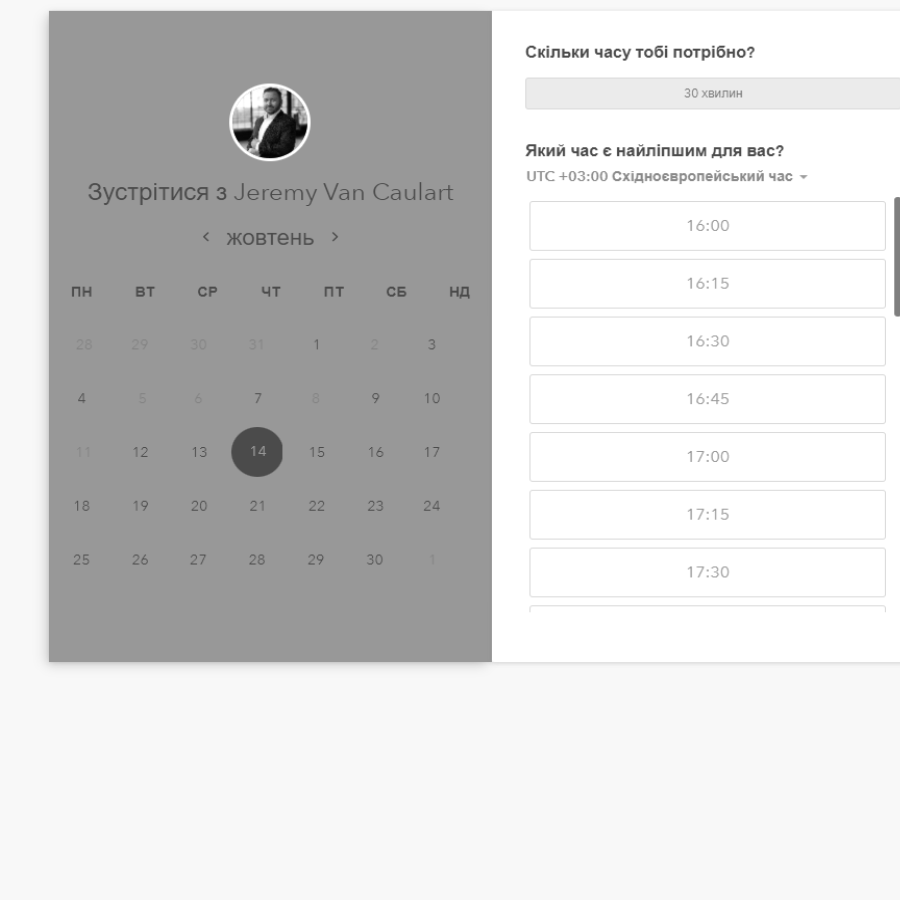 Зустрітися з Jeremy Van Caulart
жовтень
ПН ВТ СР ЧТ ПТ СБ НД
28 29 30 31 1 2 3
4 5 6 7 8 9 10
11 12 13 14 15 16 17
18 19 20 21 22 23 24
25 26 27 28 29 30 1
Скільки часу тобі потрібно?
30 хвилин
Який час є найліпшим для вас?
UTC +03:00 Східноєвропейський час
16:00
16:15
16:30
16:45
17:00
17:15
17:30